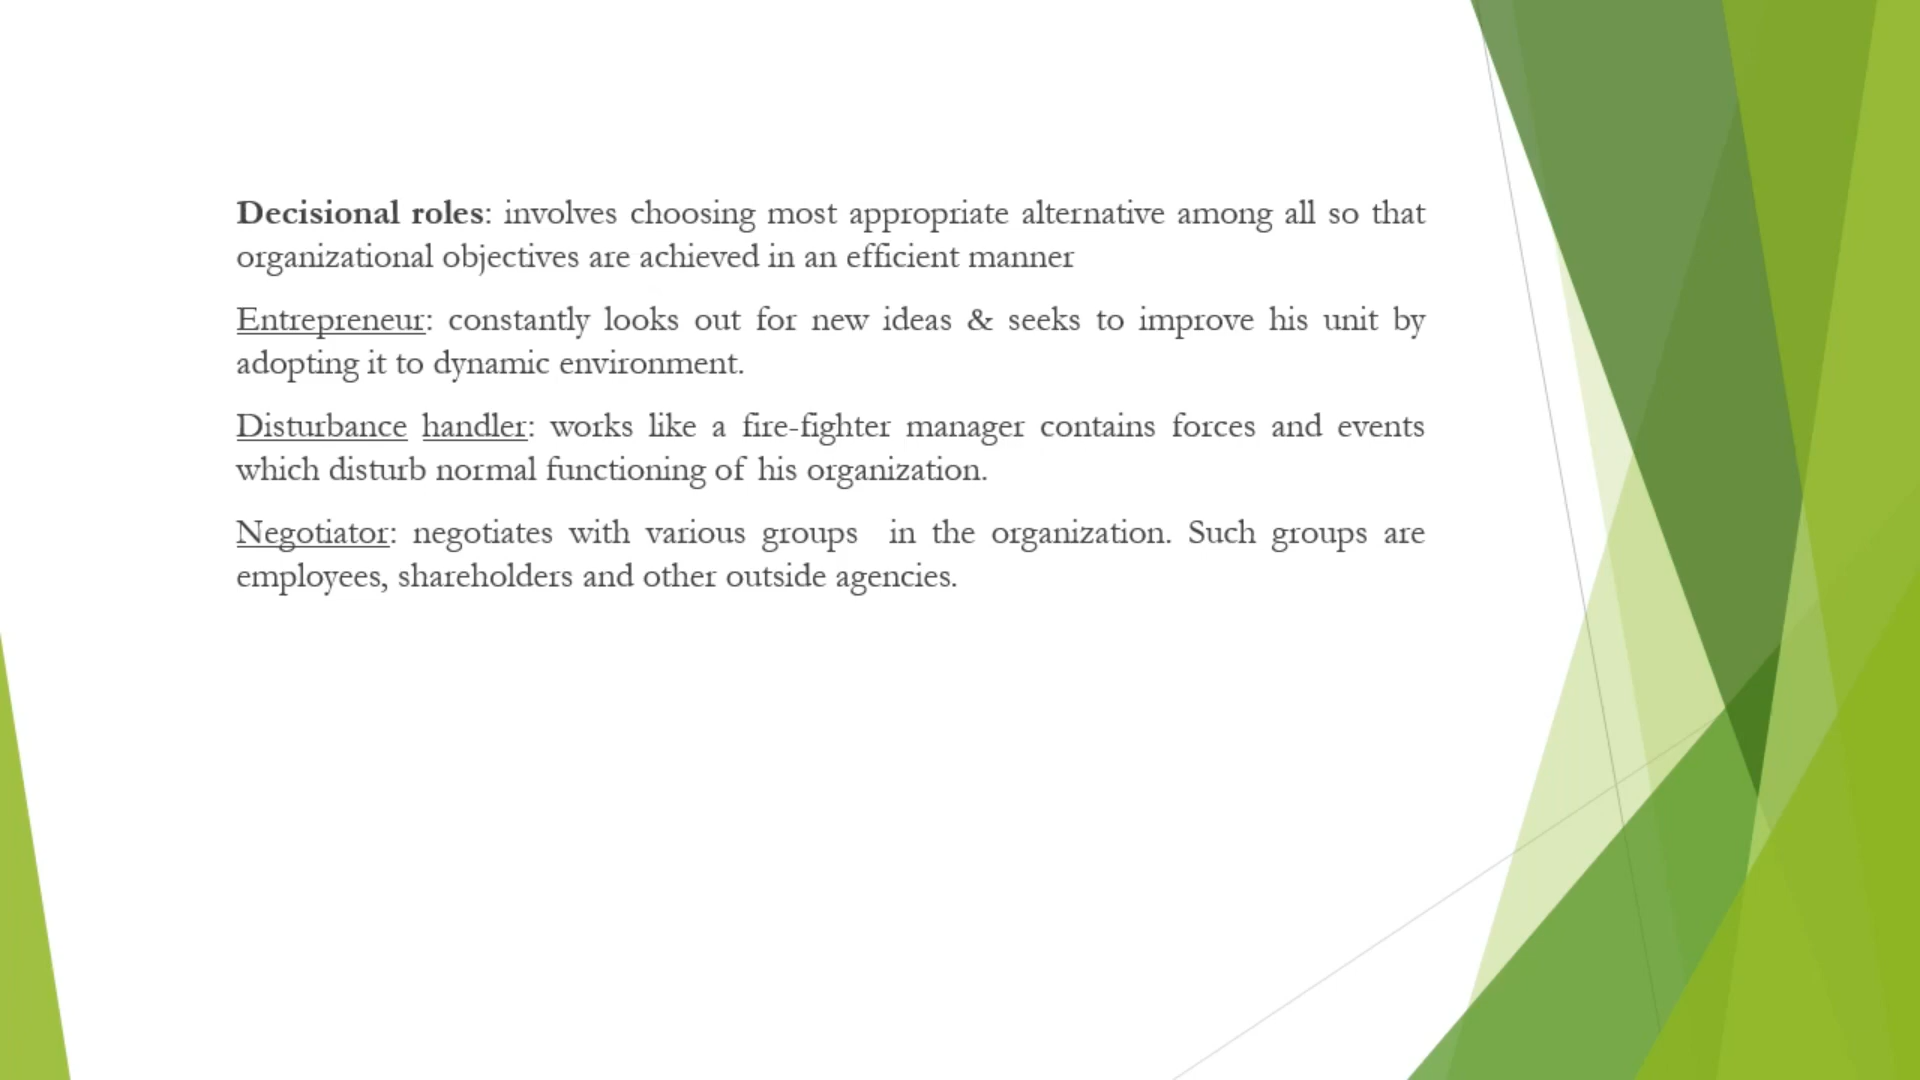 Decisional roles: involves choosing most appropriate alternative among all so that
organizational objectives are achieved in an efficient manner
Entrepreneur: constantly looks out for new ideas & seeks to improve his unit by
adopting it to dynamic environment.
Disturbance handler: works like a fire-fighter manager contains forces and events
which disturb normal functioning of his organization.
Negotiator: negotiates with various groups in the organization. Such groups are
employees, shareholders and other outside agencies.